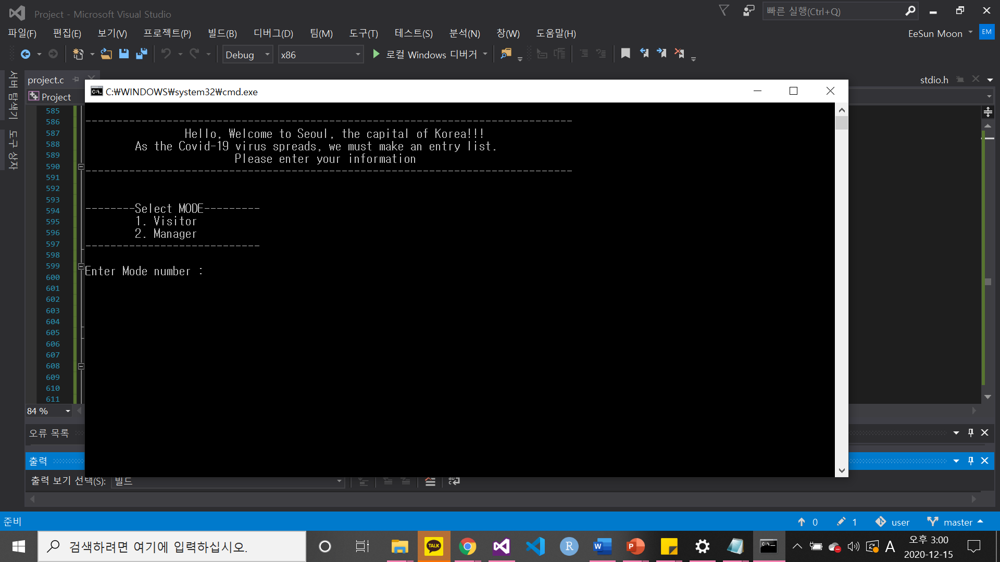 Project - Microsoft Visual Studio
빠른 실행(Ctrl+Q)
파일(F) 편집(E) 보기(V) 프로젝트(P) 빌드(B) 디버그(D) 팀(M) 도구(T) 테스트(S) 분석(N) 창(W) 도움말(H)
EeSun Moon
EM
Debug
x86
로컬 Windows 디버거
서버 탐색기
도구 상자
project.c
stdio.h
Project
C:₩WINDOWS₩system32₩cmd.exe
585
586
587
588
589
590
591
592
593
594
595
596
597
598
599
600
601
602
603
604
605
606
607
608
609
610
611
------------------------------------------------------------------------------
Hello, Welcome to Seoul, the capital of Korea!!!
As the Covid-19 virus spreads, we must make an entry list.
Please enter your information
------------------------------------------------------------------------------
--------Select MODE---------
1. Visitor
2. Manager
----------------------------
Enter Mode number :
84 %
오류 목록
출력
출력 보기 선택(S): 빌드
준비
0
1
user
master
검색하려면 여기에 입력하십시오.
TALK
R
W
P
A
오후 3:00
2020-12-15